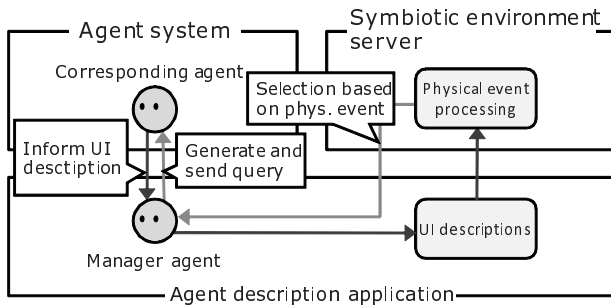 Agent system
Symbiotic environment
server
Corresponding agent
Selection based
on phys. event
Physical event
processing
Inform UI
desctiption
Generate and
send query
UI descriptions
Manager agent
Agent description application